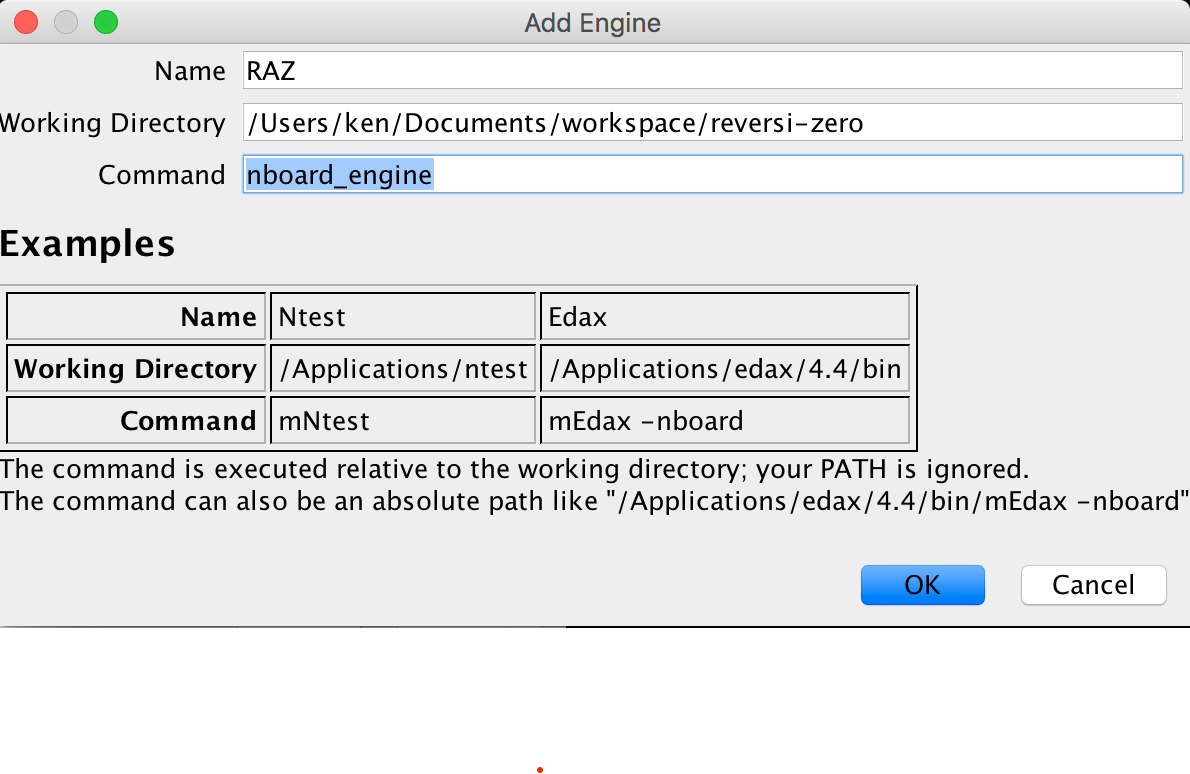 Add Engine
Name RAZ
Working Directory /Users/ken/Documents/workspace/reversi-zero
Command nboard_engine
Examples
Name Ntest Edax
Working Directory /Applications/ntest /Applications/edax/4.4/bin
Command mNtest mEdax -nboard
The command is executed relative to the working directory; your PATH is ignored.
The command can also be an absolute path like "/Applications/edax/4.4/bin/mEdax -nboard"
OK Cancel